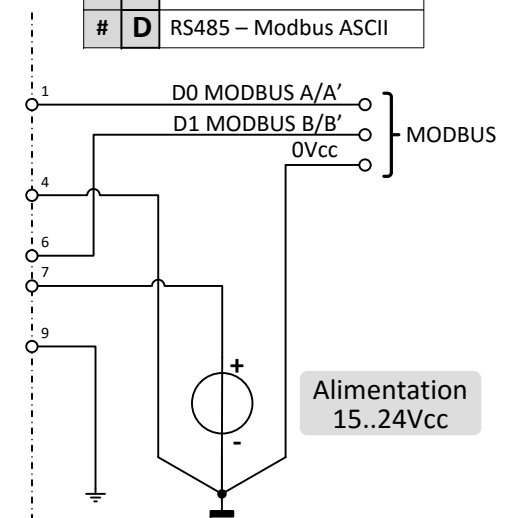 # D RS485 – Modbus ASCII
1 D0 MODBUS A/A’
D1 MODBUS B/B’
MODBUS
0Vcc
4
6
7
9
+
Alimentation
15..24Vcc
-